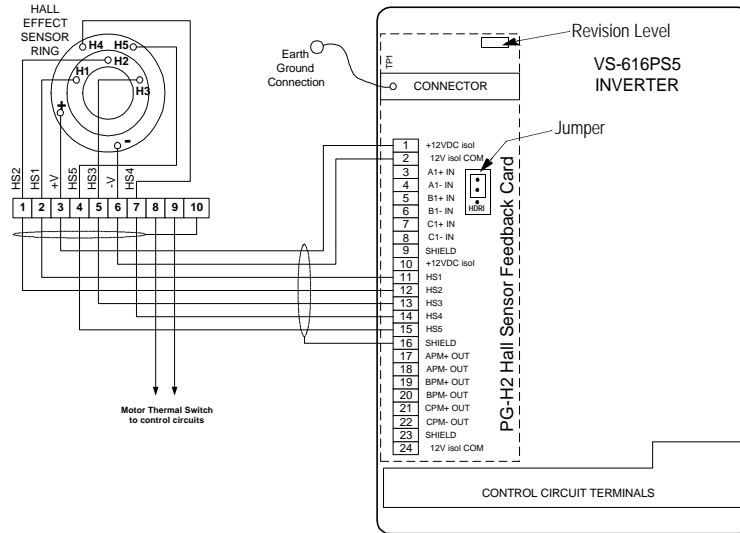 HALL
EFFECT
SENSOR
RING
H4
H5
H2
H1
H3
+
-
HS2
HS1
+V
HS5
HS3
-V
HS4
1 2 3 4 5 6 7 8 9 10
Motor Thermal Switch
to control circuits
Earth
Ground
Connection
TP1
Revision Level
CONNECTOR
VS-616PS5
INVERTER
Jumper
HDRI
PG-H2 Hall Sensor Feedback Card
1 +12VDC isol
2 12V isol COM
3 A1+ IN
4 A1- IN
5 B1+ IN
6 B1- IN
7 C1+ IN
8 C1- IN
9 SHIELD
10 +12VDC isol
11 HS1
12 HS2
13 HS3
14 HS4
15 HS5
16 SHIELD
17 APM+ OUT
18 APM- OUT
19 BPM+ OUT
20 BPM- OUT
21 CPM+ OUT
22 CPM- OUT
23 SHIELD
24 12V isol COM
CONTROL CIRCUIT TERMINALS